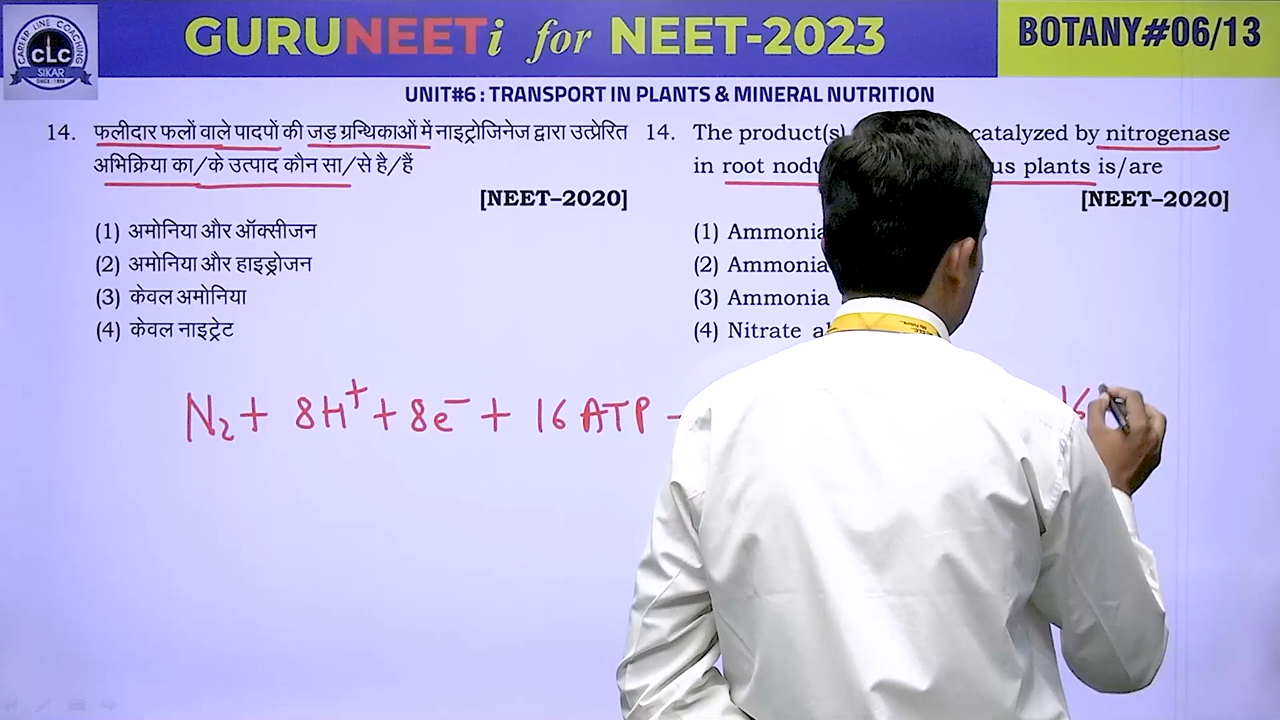 GURUNEETi for NEET-2023
BOTANY#06/13
CAREER LINE COACHING
CLC
SIKAR
UNIT#6 : TRANSPORT IN PLANTS & MINERAL NUTRITION
14. फलीदार फलों वाले पादपों की जड़ ग्रन्थिकाओं में नाइट्रोजिनेज द्वारा उत्प्रेरित
अभिक्रिया का/के उत्पाद कौन सा/से है/हैं
[NEET–2020]
(1) अमोनिया और ऑक्सीजन
(2) अमोनिया और हाइड्रोजन
(3) केवल अमोनिया
(4) केवल नाइट्रेट
14. The product(s) catalyzed by nitrogenase
in root plants is/are
[NEET–2020]
(1) Ammonia
(2) Ammonia
(3) Ammonia
(4) Nitrate
N₂ + 8H⁺ + 8e⁻ + 16 ATP 16